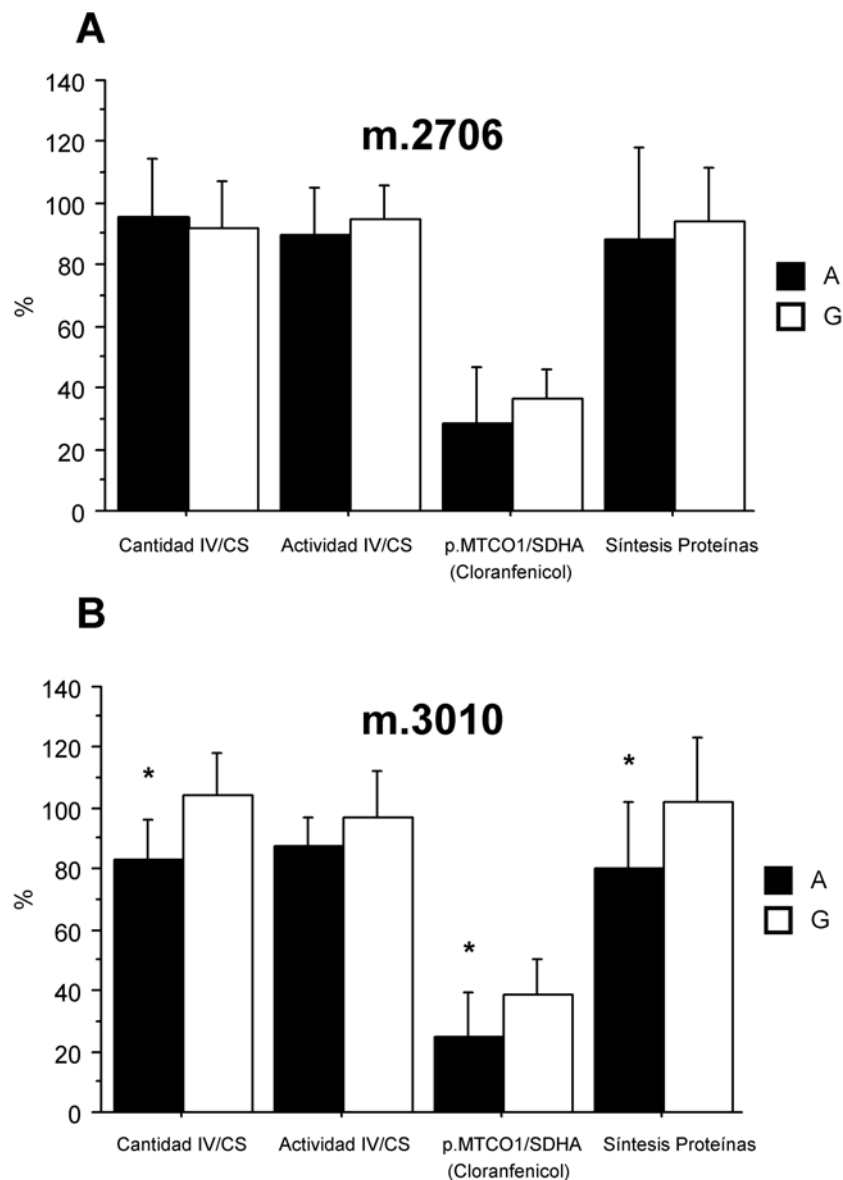 A
m.2706
140
120
100
80
60
40
20
0
%
A
G
Cantidad IV/CS Actividad IV/CS p.MTCO1/SDHA Síntesis Proteínas
(Cloranfenicol)
B
m.3010
140
120
100
80
60
40
20
0
%
*
*
*
A
G
Cantidad IV/CS Actividad IV/CS p.MTCO1/SDHA Síntesis Proteínas
(Cloranfenicol)